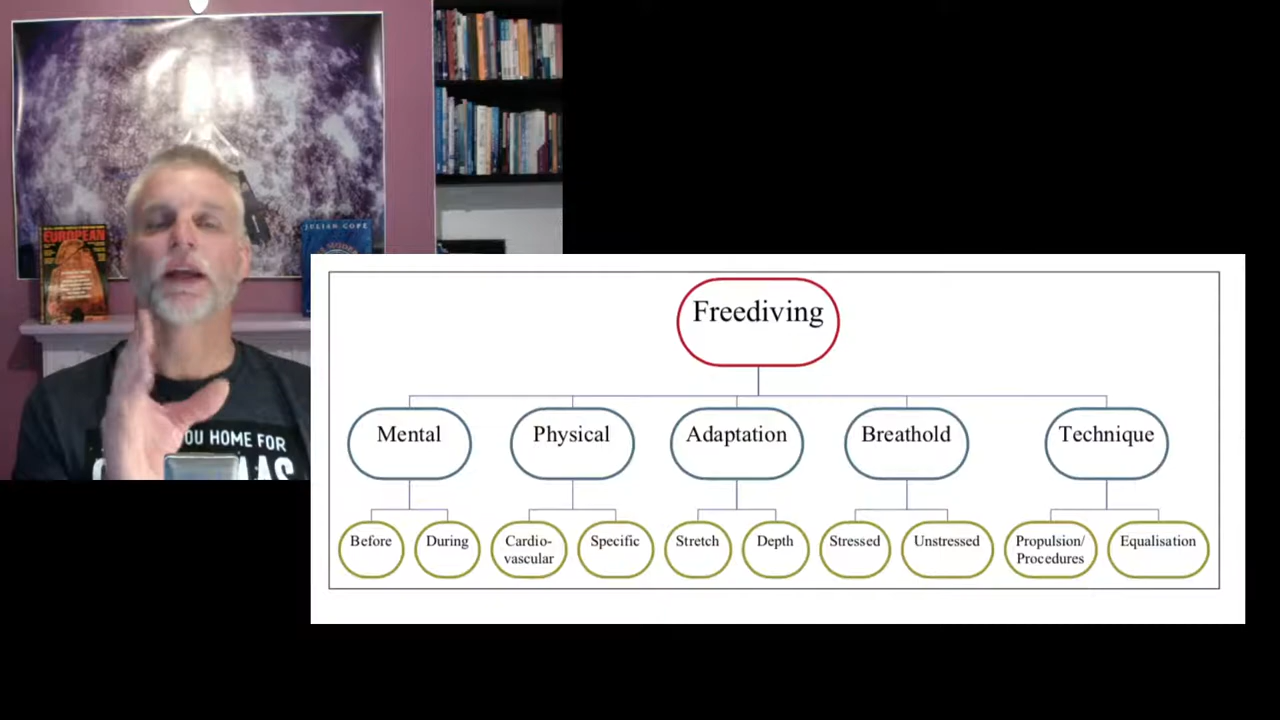 EUROPEAN
JULIAN COPE
YOU HOME FOR
Freediving
Mental
Physical
Adaptation
Breathold
Technique
Before
During
Cardio-
vascular
Specific
Stretch
Depth
Stressed
Unstressed
Propulsion/
Procedures
Equalisation